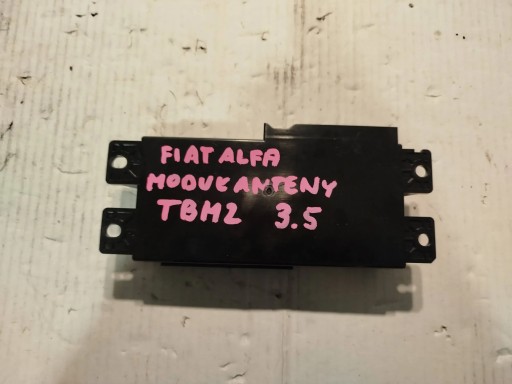 FIAT ALFA
MODUŁ ANTENY
TBM2 3.5